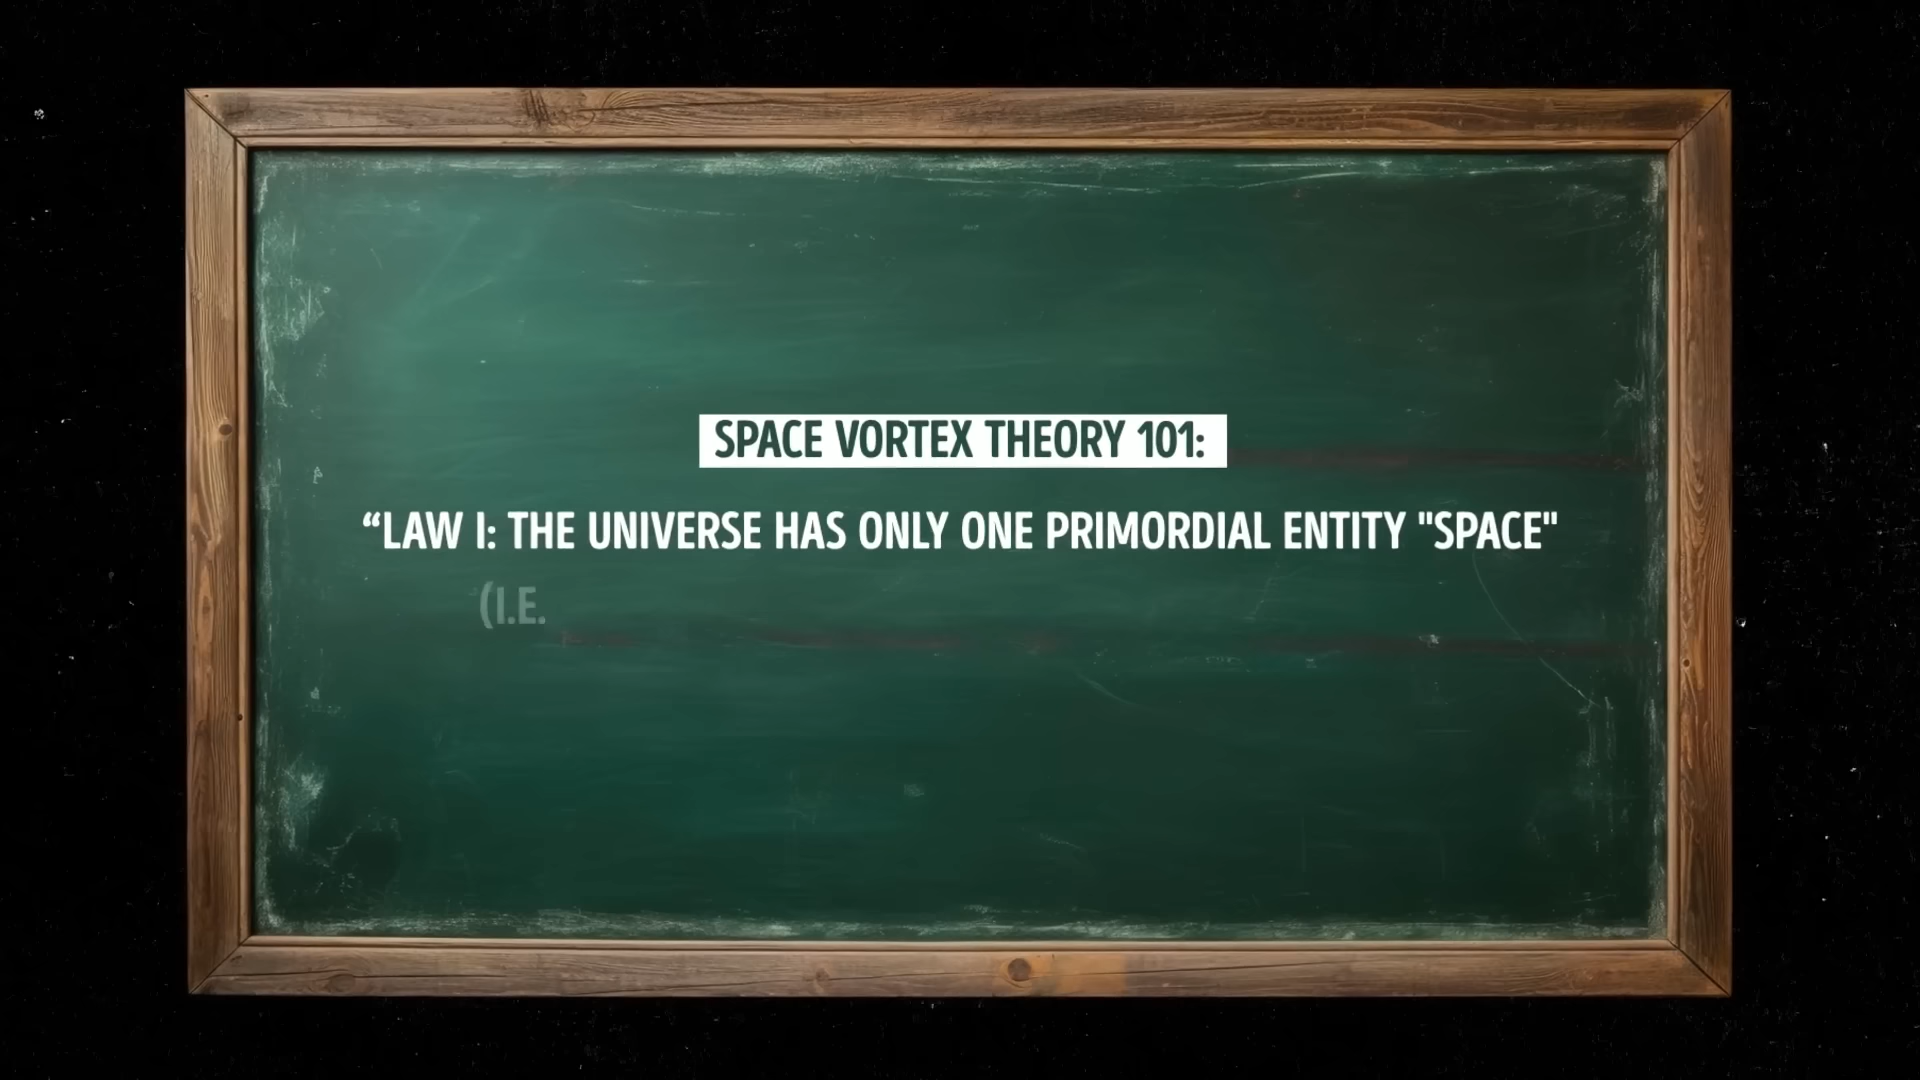 SPACE VORTEX THEORY 101:
“LAW I: THE UNIVERSE HAS ONLY ONE PRIMORDIAL ENTITY "SPACE"
(I.E.